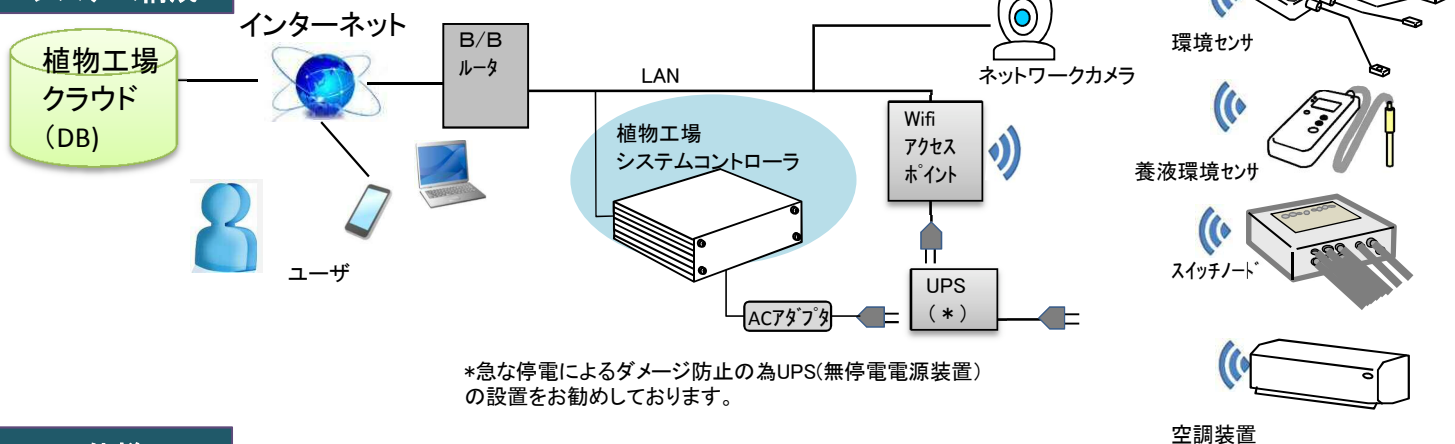 インターネット
植物工場
クラウド
(DB)
B/B
ルータ
LAN
ネットワークカメラ
環境センサ
植物工場
システムコントローラ
Wifi
アクセス
ポイント
養液環境センサ
ユーザ
スイッチノード
ACアダプタ
UPS
(*)
*急な停電によるダメージ防止の為UPS(無停電電源装置)
の設置をお勧めしております。
空調装置